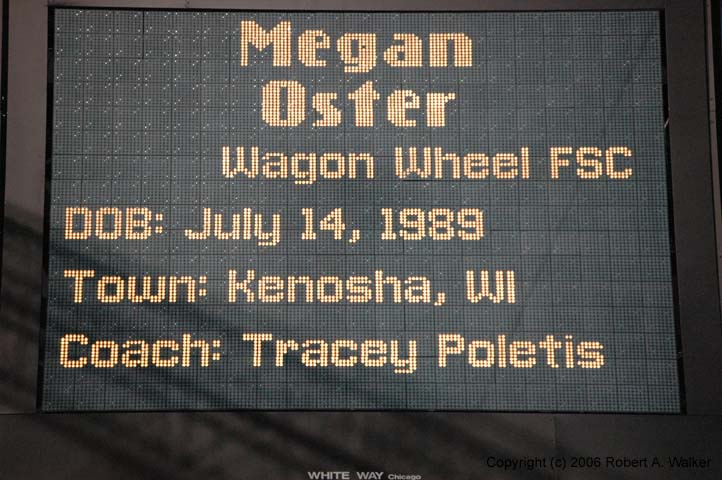 Megan
Oster
Wagon Wheel FSC
DOB: July 14, 1989
Town: Kenosha, WI
Coach: Tracey Poletis
WHITE WAY Chicago
Copyright (c) 2006 Robert A. Walker